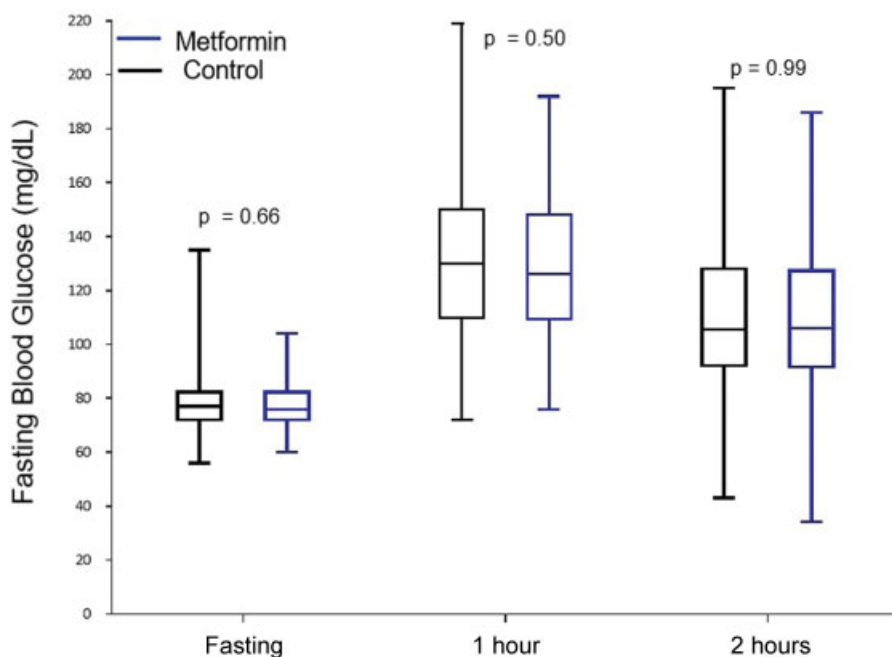 Metformin
Control
p = 0.50
p = 0.99
p = 0.66
Fasting Blood Glucose (mg/dL)
220
200
180
160
140
120
100
80
60
40
20
0
Fasting
1 hour
2 hours